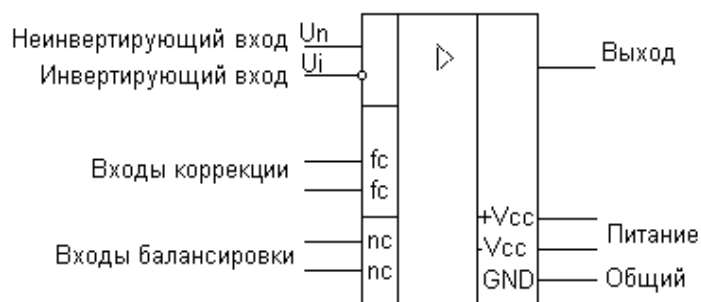 Неинвертирующий вход Un
Выход
Инвертирующий вход Ui
Входы коррекции
fc
fc
Входы балансировки
nc
nc
+Vcc
-Vcc
GND
Питание
Общий